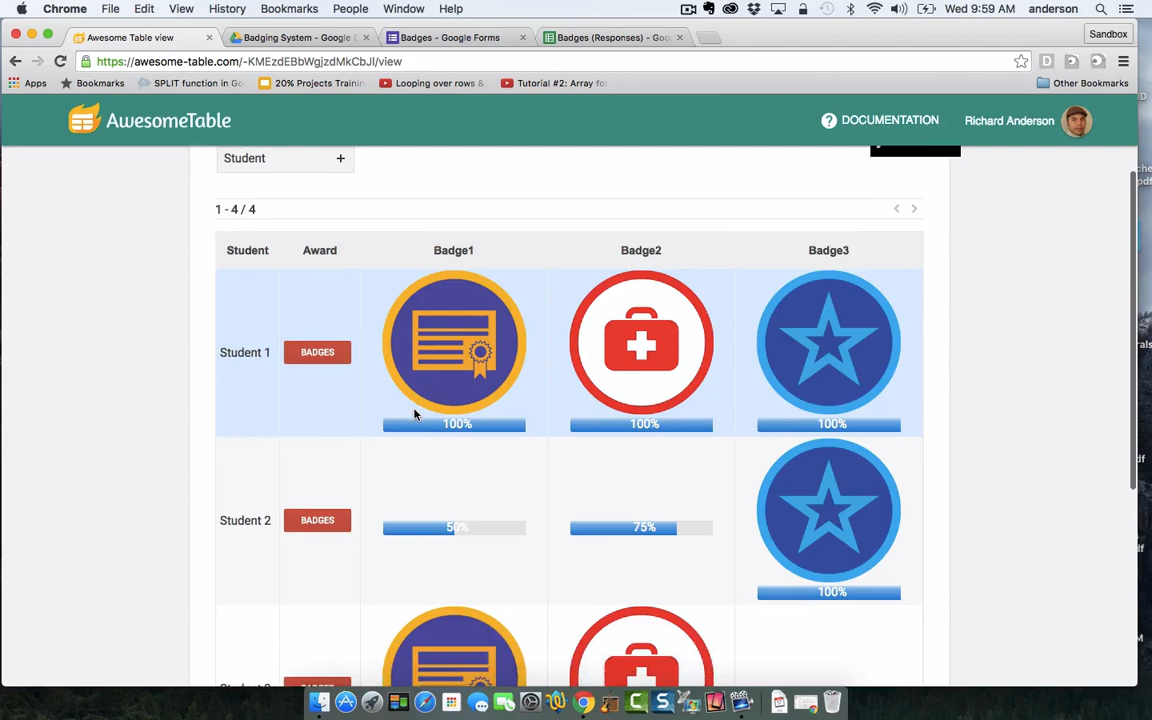 Chrome File Edit View History Bookmarks People Window Help Wed 9:59 AM anderson
Awesome Table view Badging System - Google D Badges - Google Forms Badges (Responses) - Goo Sandbox
https://awesome-table.com/-KMEzdEBbWgjzdMkCbJl/view
Apps Bookmarks SPLIT function in Go 20% Projects Trainin Looping over rows & Tutorial #2: Array for Other Bookmarks
AwesomeTable ? DOCUMENTATION Richard Anderson
Student +
1 - 4 / 4
Student Award Badge1 Badge2 Badge3
Student 1 BADGES
100% 100% 100%
Student 2 BADGES 50% 75%
100%